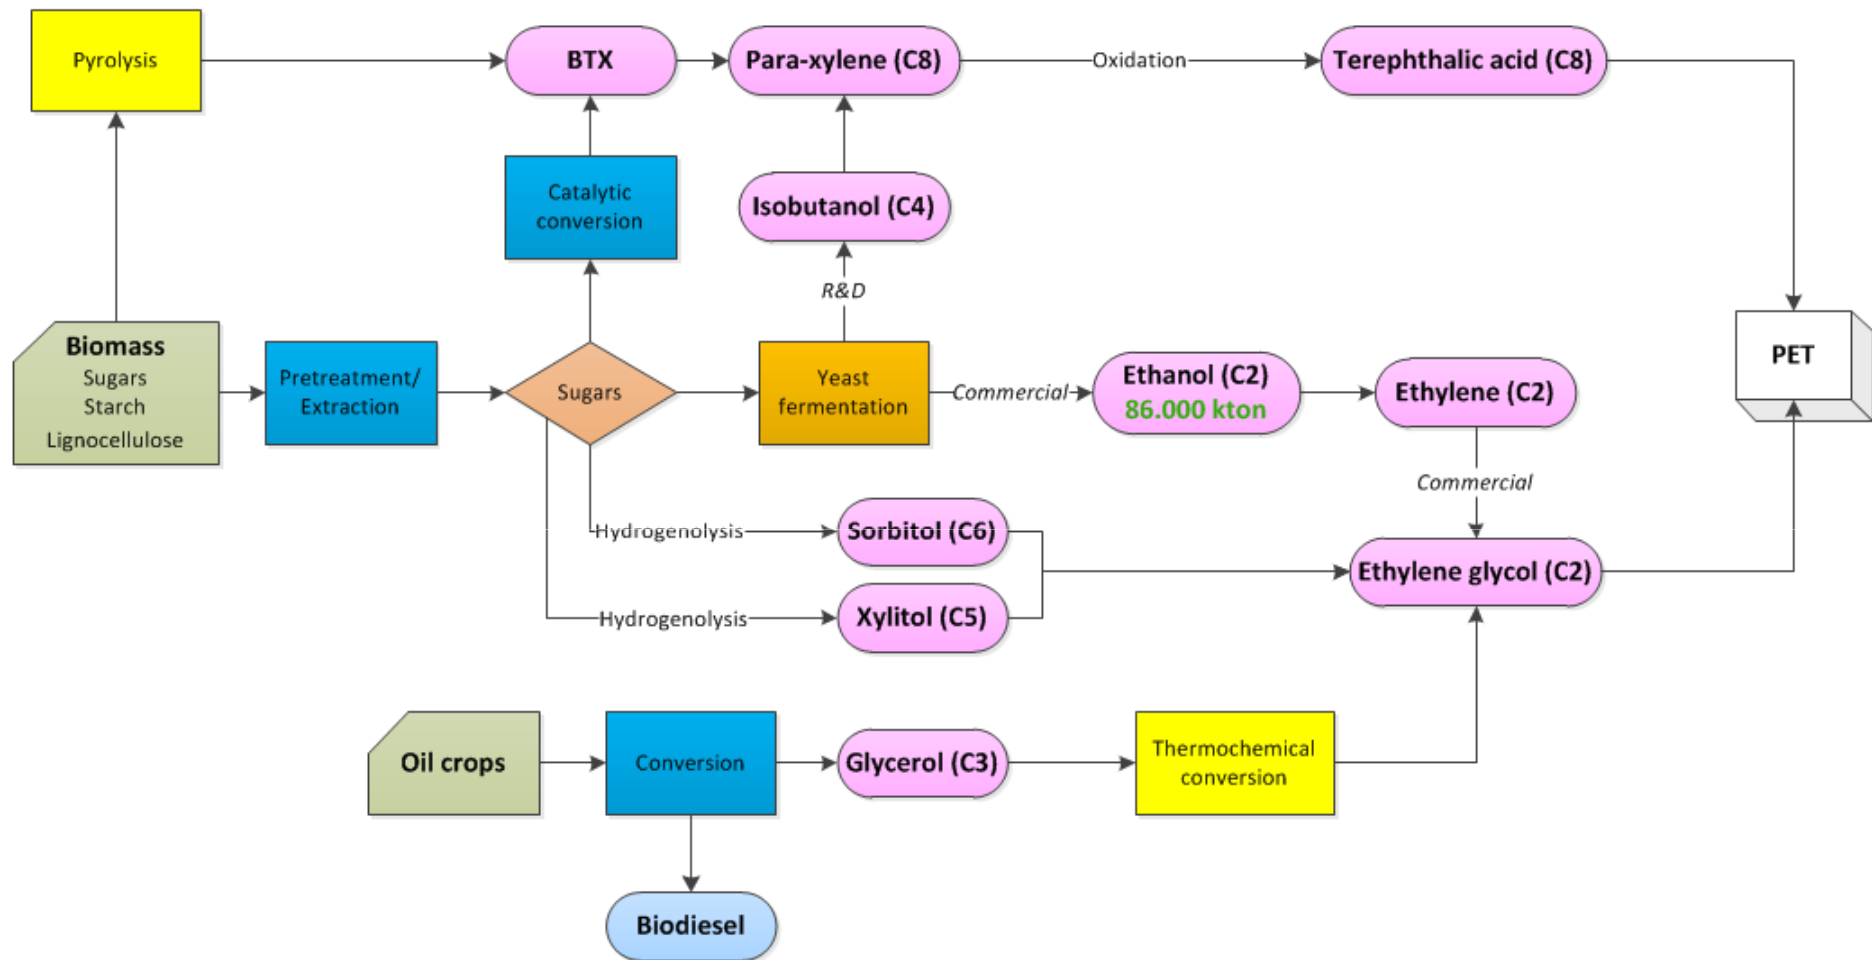 Pyrolysis
BTX
Para-xylene (C8)
Oxidation
Terephthalic acid (C8)
Catalytic
conversion
Isobutanol (C4)
R&D
Biomass
Sugars
Starch
Lignocellulose
Pretreatment/
Extraction
Sugars
Yeast
fermentation
Commercial
Ethanol (C2)
86.000 kton
Ethylene (C2)
PET
Commercial
Hydrogenolysis
Sorbitol (C6)
Ethylene glycol (C2)
Hydrogenolysis
Xylitol (C5)
Oil crops
Conversion
Glycerol (C3)
Thermochemical
conversion
Biodiesel